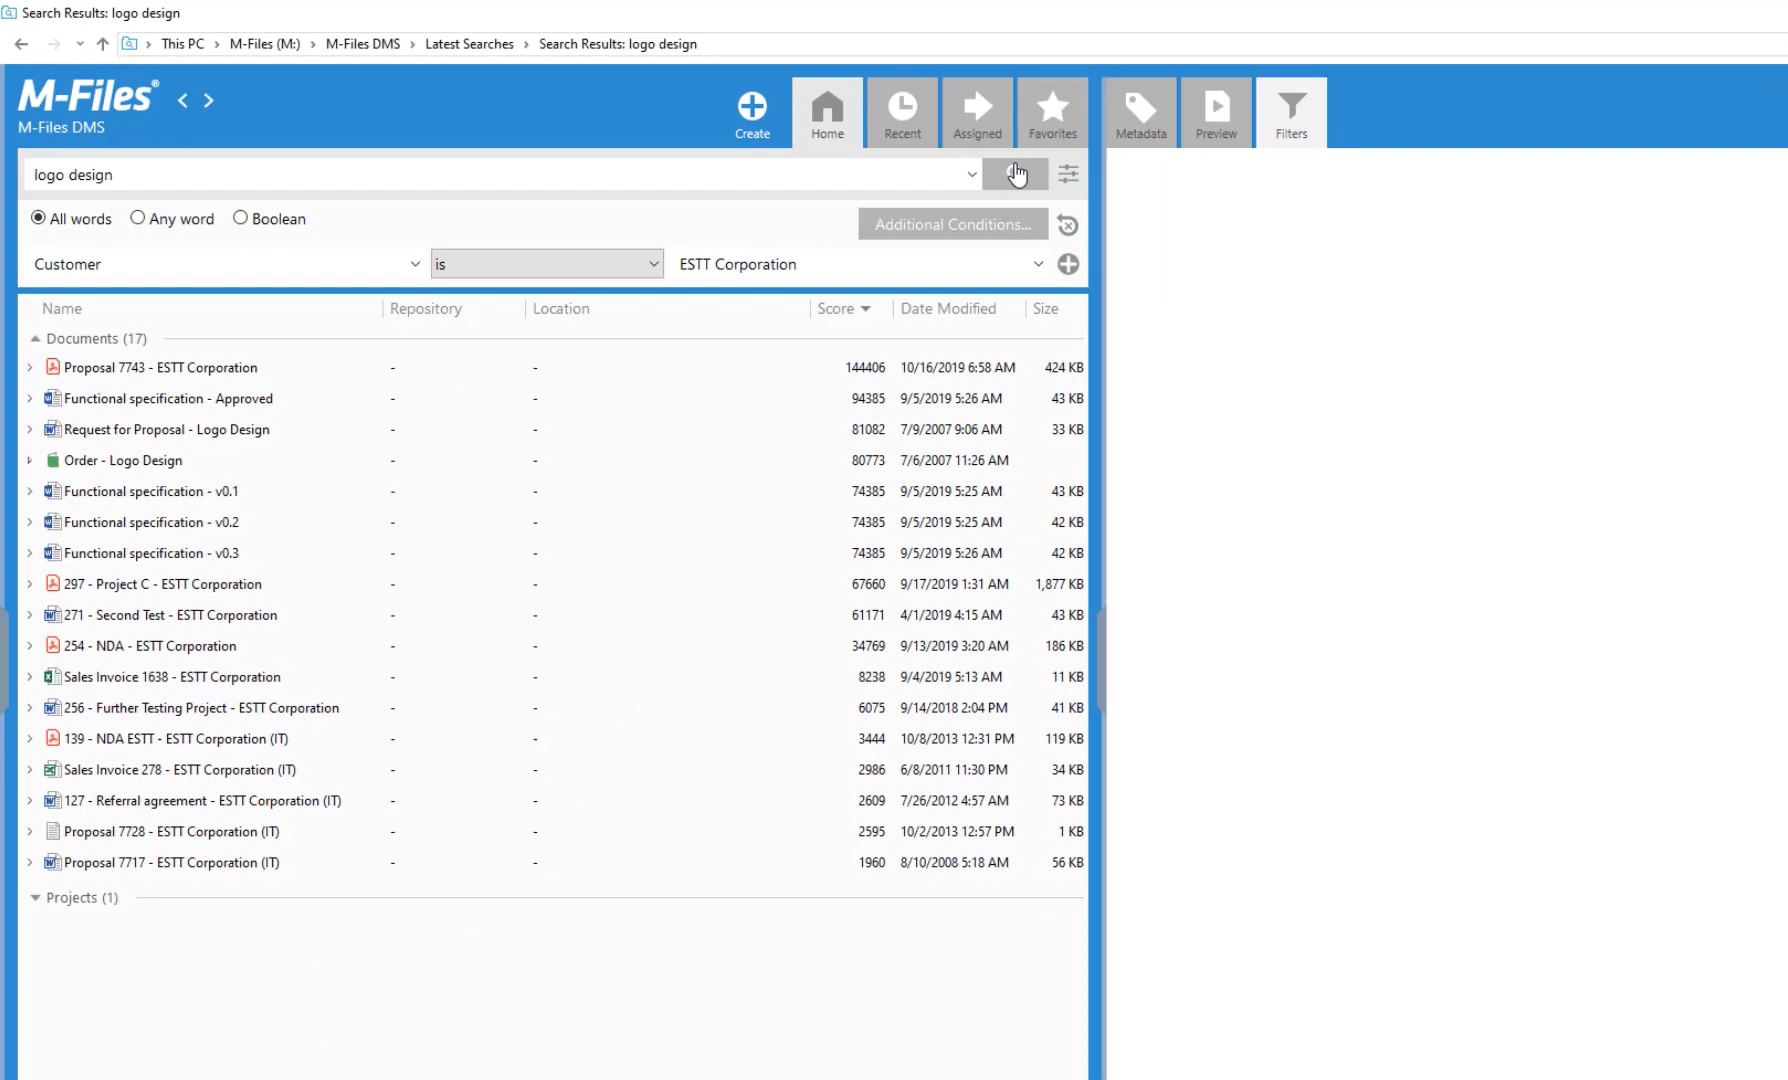 Search Results: logo design
This PC > M-Files (M:) > M-Files DMS > Latest Searches > Search Results: logo design
M-Files®
M-Files DMS
Create Home Recent Assigned Favorites Metadata Preview Filters
logo design
All words Any word Boolean Additional Conditions...
Customer is ESTT Corporation
Name Repository Location Score Date Modified Size
Documents (17)
Proposal 7743 - ESTT Corporation - - 144406 10/16/2019 6:58 AM 424 KB
Functional specification - Approved - - 94385 9/5/2019 5:26 AM 43 KB
Request for Proposal - Logo Design - - 81082 7/9/2007 9:06 AM 33 KB
Order - Logo Design - - 80773 7/6/2007 11:26 AM
Functional specification - v0.1 - - 74385 9/5/2019 5:25 AM 43 KB
Functional specification - v0.2 - - 74385 9/5/2019 5:25 AM 42 KB
Functional specification - v0.3 - - 74385 9/5/2019 5:26 AM 42 KB
297 - Project C - ESTT Corporation - - 67660 9/17/2019 1:31 AM 1,877 KB
271 - Second Test - ESTT Corporation - - 61171 4/1/2019 4:15 AM 43 KB
254 - NDA - ESTT Corporation - - 34769 9/13/2019 3:20 AM 186 KB
Sales Invoice 1638 - ESTT Corporation - - 8238 9/4/2019 5:13 AM 11 KB
256 - Further Testing Project - ESTT Corporation - - 6075 9/14/2018 2:04 PM 41 KB
139 - NDA ESTT - ESTT Corporation (IT) - - 3444 10/8/2013 12:31 PM 119 KB
Sales Invoice 278 - ESTT Corporation (IT) - - 2986 6/8/2011 11:30 PM 34 KB
127 - Referral agreement - ESTT Corporation (IT) - - 2609 7/26/2012 4:57 AM 73 KB
Proposal 7728 - ESTT Corporation (IT) - - 2595 10/2/2013 12:57 PM 1 KB
Proposal 7717 - ESTT Corporation (IT) - - 1960 8/10/2008 5:18 AM 56 KB
Projects (1)